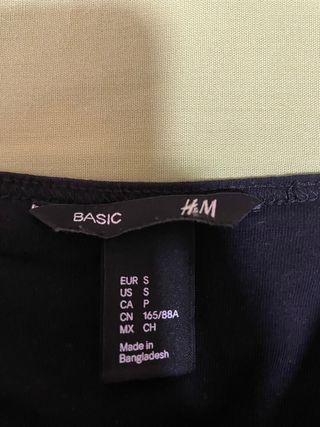 BASIC H&M
EUR S
US S
CA P
CN 165/88A
MX CH
Made in
Bangladesh